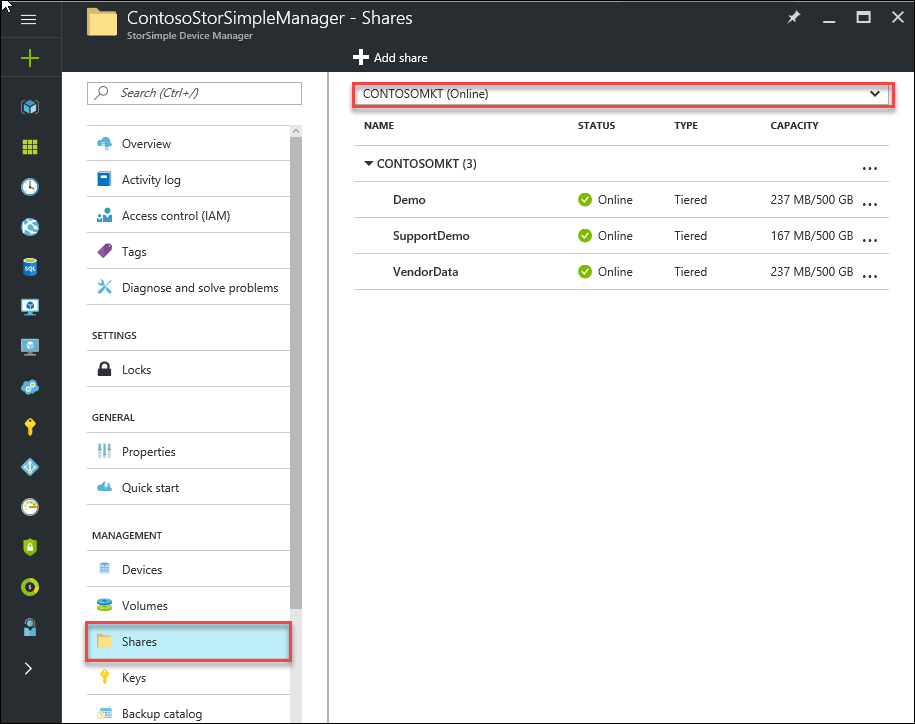 ContosoStorSimpleManager - Shares
StorSimple Device Manager
Add share
Search (Ctrl+/)
Overview
Activity log
Access control (IAM)
Tags
Diagnose and solve problems
SETTINGS
Locks
GENERAL
Properties
Quick start
MANAGEMENT
Devices
Volumes
Shares
Keys
Backup catalog
CONTOSOMKT (Online)
NAME STATUS TYPE CAPACITY
CONTOSOMKT (3) ...
Demo Online Tiered 237 MB/500 GB ...
SupportDemo Online Tiered 167 MB/500 GB ...
VendorData Online Tiered 237 MB/500 GB ...
SQL